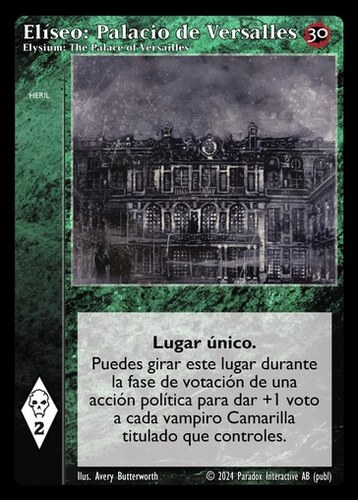 Elíseo: Palacio de Versalles 30
Elysium: The Palace of Versailles
HERIL
Lugar único.
Puedes girar este lugar durante
la fase de votación de una
acción política para dar +1 voto
a cada vampiro Camarilla
titulado que controles.
2
Ilus. Avery Butterworth © 2024 Paradox Interactive AB (publ)